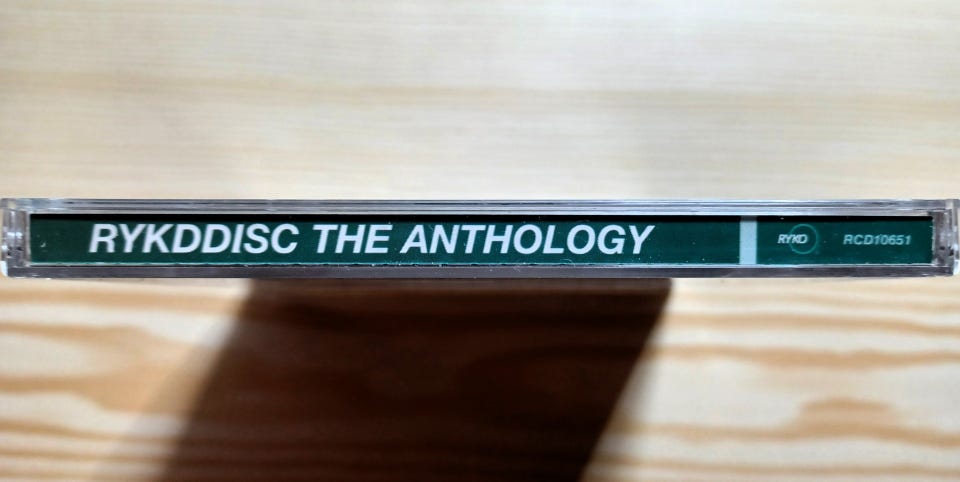 RYKDDISC THE ANTHOLOGY RYKO RCD10651